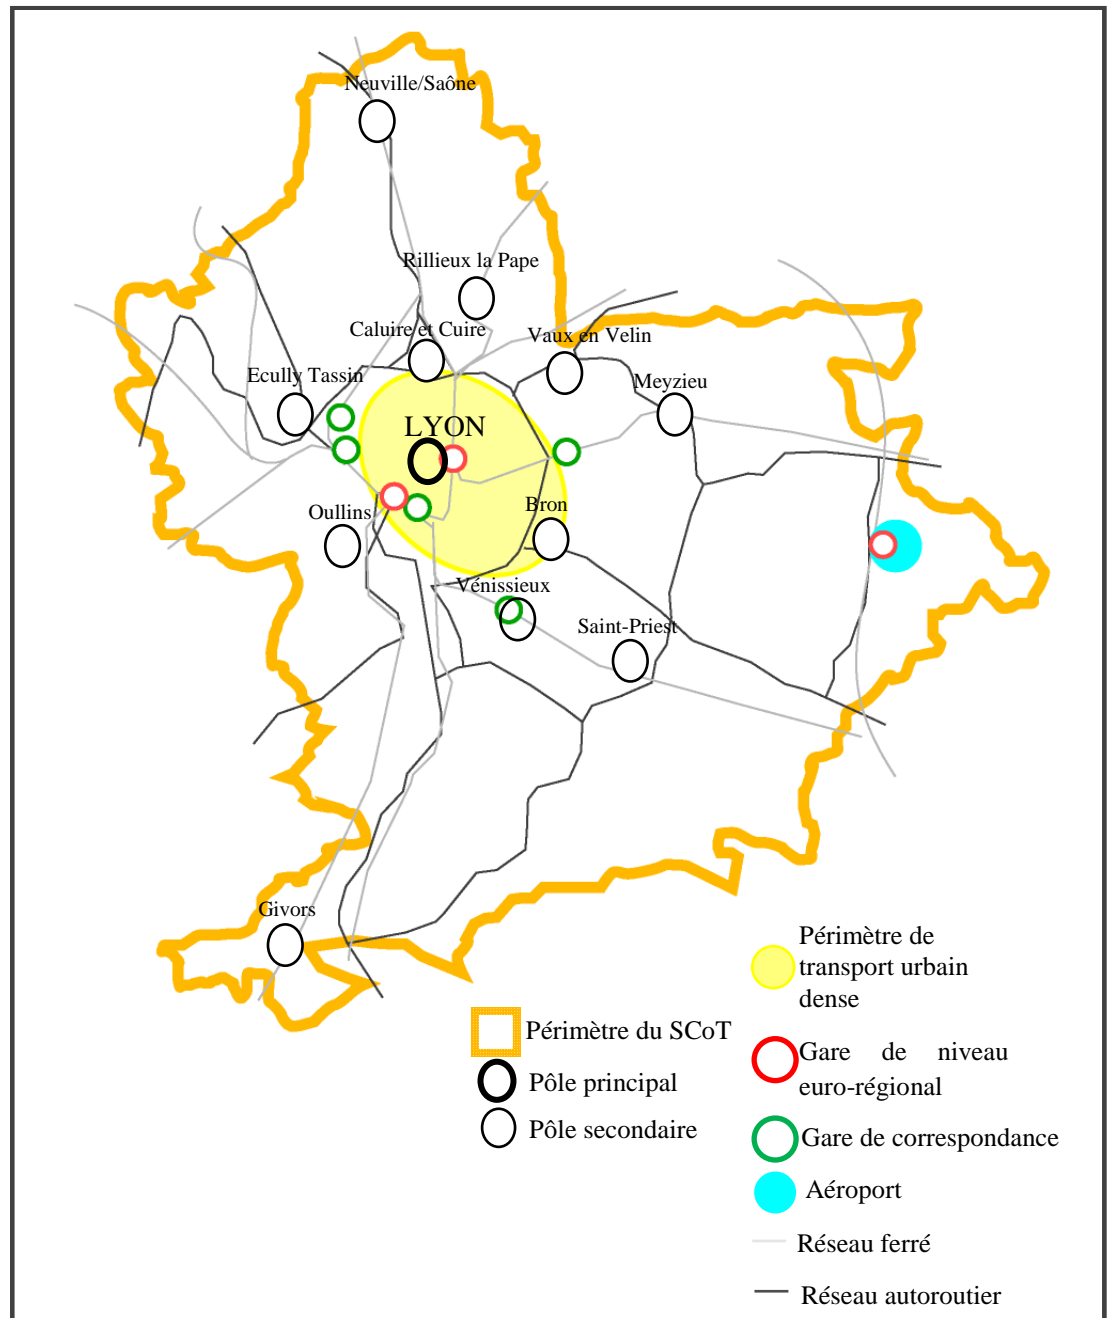 Neuville/Saône
Rillieux la Pape
Caluire et Cuire
Vaux en Velin
Ecully Tassin
Meyzieu
LYON
Oullins
Bron
Vénissieux
Saint-Priest
Givors
Périmètre du SCoT
Pôle principal
Pôle secondaire
Périmètre de
transport urbain
dense
Gare de niveau
euro-régional
Gare de correspondance
Aéroport
Réseau ferré
Réseau autoroutier